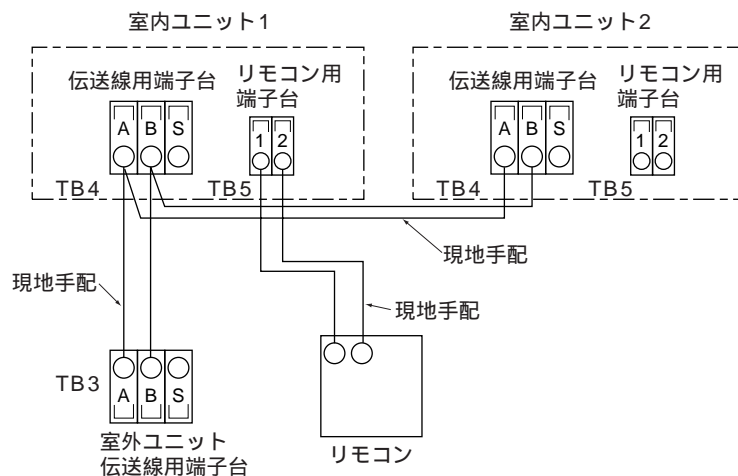 室内ユニット1
室内ユニット2
伝送線用端子台
リモコン用
端子台
伝送線用端子台
リモコン用
端子台
A B S
1 2
A B S
1 2
TB4
TB5
TB4
TB5
現地手配
現地手配
現地手配
TB3
A B S
室外ユニット
伝送線用端子台
リモコン